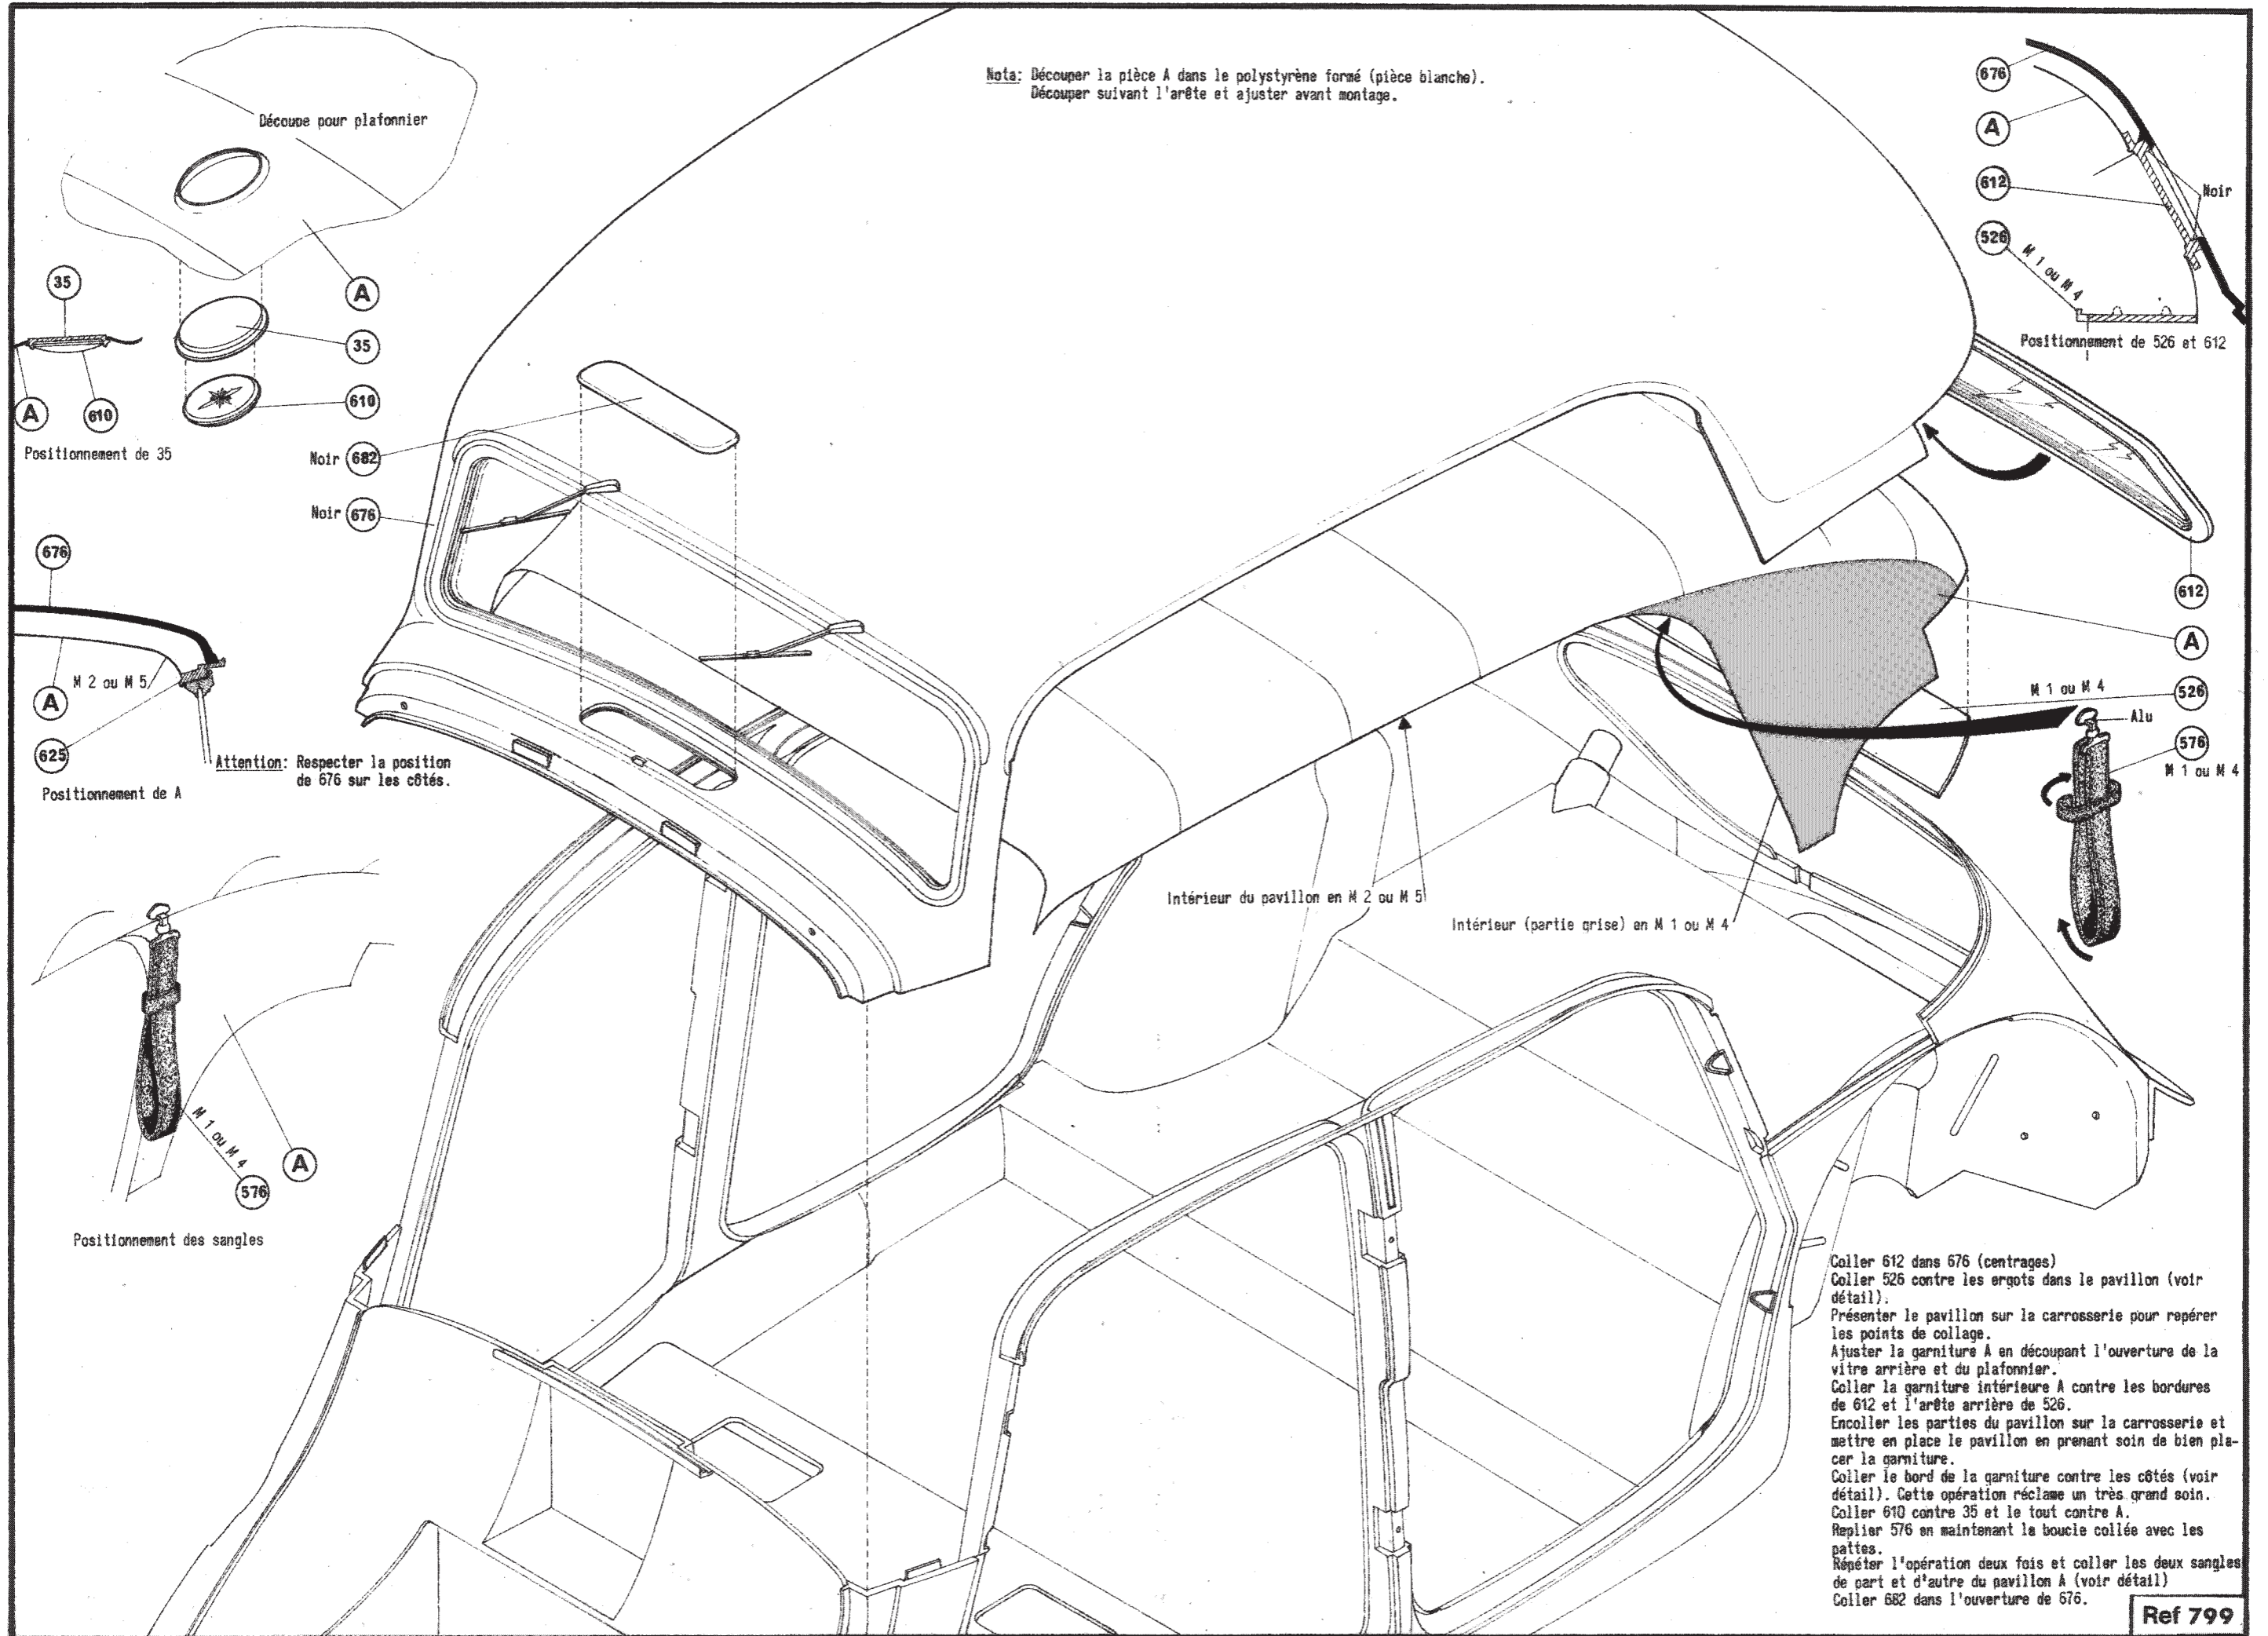 Nota: Découper la pièce A dans le polystyrène formé (pièce blanche).
Découper suivant l'arête et ajuster avant montage.
Découpe pour plafonnier
A
35
35
610
A
610
Positionnement de 35
Noir 682
Noir 676
676
A
M 2 ou M 5
625
Attention: Respecter la position
de 676 sur les côtés.
Positionnement de A
M 1 ou M 4
A
576
Positionnement des sangles
676
A
612
Noir
526
M 1 ou M 4
Positionnement de 526 et 612
612
A
M 1 ou M 4
526
Alu
576
M 1 ou M 4
Intérieur du pavillon en M 2 ou M 5
Intérieur (partie grise) en M 1 ou M 4
Coller 612 dans 676 (centrages)
Coller 526 contre les ergots dans le pavillon (voir
détail).
Présenter le pavillon sur la carrosserie pour repérer
les points de collage.
Ajuster la garniture A en découpant l'ouverture de la
vitre arrière et du plafonnier.
Coller la garniture intérieure A contre les bordures
de 612 et l'arête arrière de 526.
Encoller les parties du pavillon sur la carrosserie et
mettre en place le pavillon en prenant soin de bien pla-
cer la garniture.
Coller le bord de la garniture contre les côtés (voir
détail). Cette opération réclame un très grand soin.
Coller 610 contre 35 et le tout contre A.
Replier 576 en maintenant la boucle collée avec les
pattes.
Répéter l'opération deux fois et coller les deux sangles
de part et d'autre du pavillon A (voir détail)
Coller 682 dans l'ouverture de 676.
Ref 799